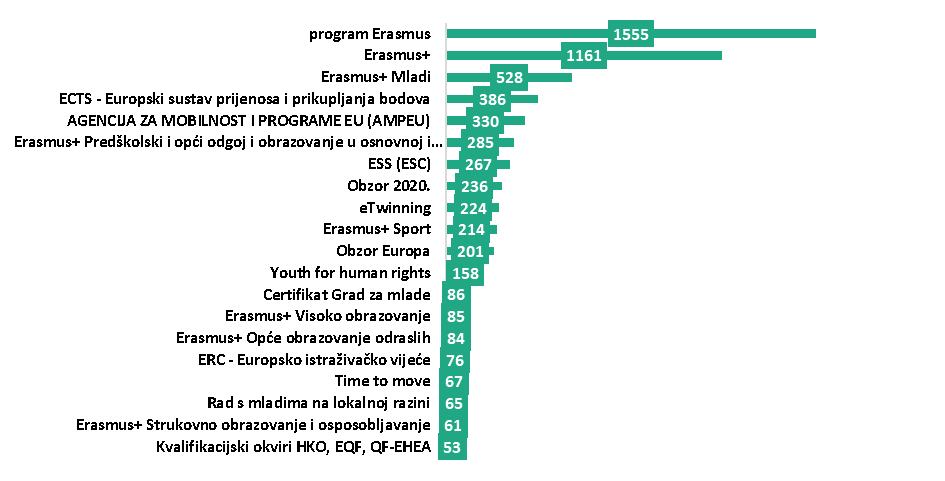 program Erasmus 1555
Erasmus+ 1161
Erasmus+ Mladi 528
ECTS - Europski sustav prijenosa i prikupljanja bodova 386
AGENCIJA ZA MOBILNOST I PROGRAME EU (AMPEU) 330
Erasmus+ Predškolski i opći odgoj i obrazovanje u osnovnoj i... 285
ESS (ESC) 267
Obzor 2020. 236
eTwinning 224
Erasmus+ Sport 214
Obzor Europa 201
Youth for human rights 158
Certifikat Grad za mlade 86
Erasmus+ Visoko obrazovanje 85
Erasmus+ Opće obrazovanje odraslih 84
ERC - Europsko istraživačko vijeće 76
Time to move 67
Rad s mladima na lokalnoj razini 65
Erasmus+ Strukovno obrazovanje i osposobljavanje 61
Kvalifikacijski okviri HKO, EQF, QF-EHEA 53